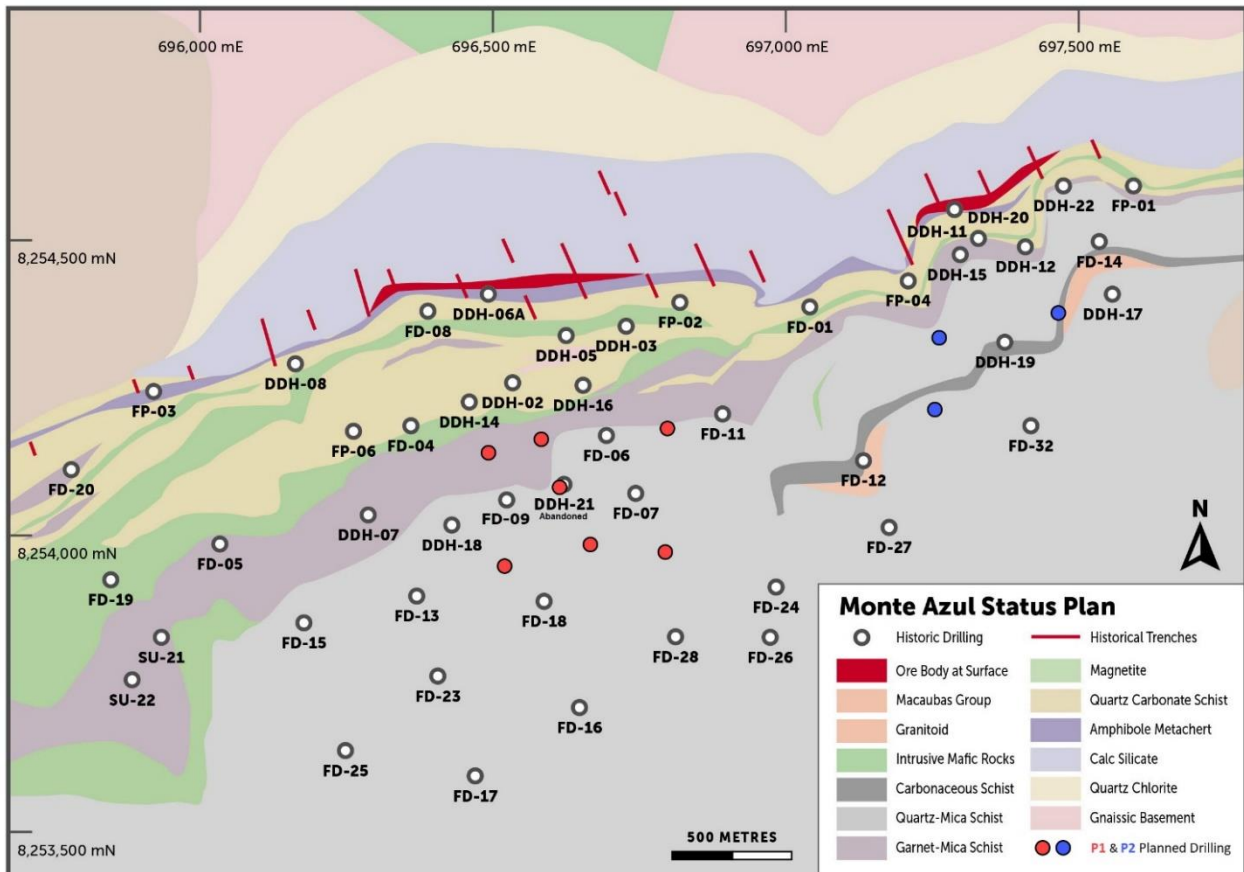 696,000 mE
696,500 mE
697,000 mE
697,500 mE
8,254,500 mN
8,254,000 mN
8,253,500 mN
DDH-22
FP-01
DDH-20
DDH-11
DDH-15
DDH-12
FD-14
FP-04
DDH-17
DDH-06A
FD-08
FP-02
FD-01
DDH-05
DDH-03
DDH-19
DDH-08
FP-03
DDH-02
DDH-16
DDH-14
FD-11
FD-32
FP-06
FD-04
FD-06
FD-20
FD-12
DDH-21
Abandoned
FD-09
FD-07
DDH-07
DDH-18
FD-27
FD-05
FD-19
FD-13
FD-18
FD-24
FD-15
SU-21
FD-28
FD-26
SU-22
FD-23
FD-16
FD-25
FD-17
N
500 METRES
Monte Azul Status Plan
Historic Drilling
Historical Trenches
Ore Body at Surface
Magnetite
Macaubas Group
Quartz Carbonate Schist
Granitoid
Amphibole Metachert
Intrusive Mafic Rocks
Calc Silicate
Carbonaceous Schist
Quartz Chlorite
Quartz-Mica Schist
Gnaissic Basement
Garnet-Mica Schist
P1 & P2 Planned Drilling